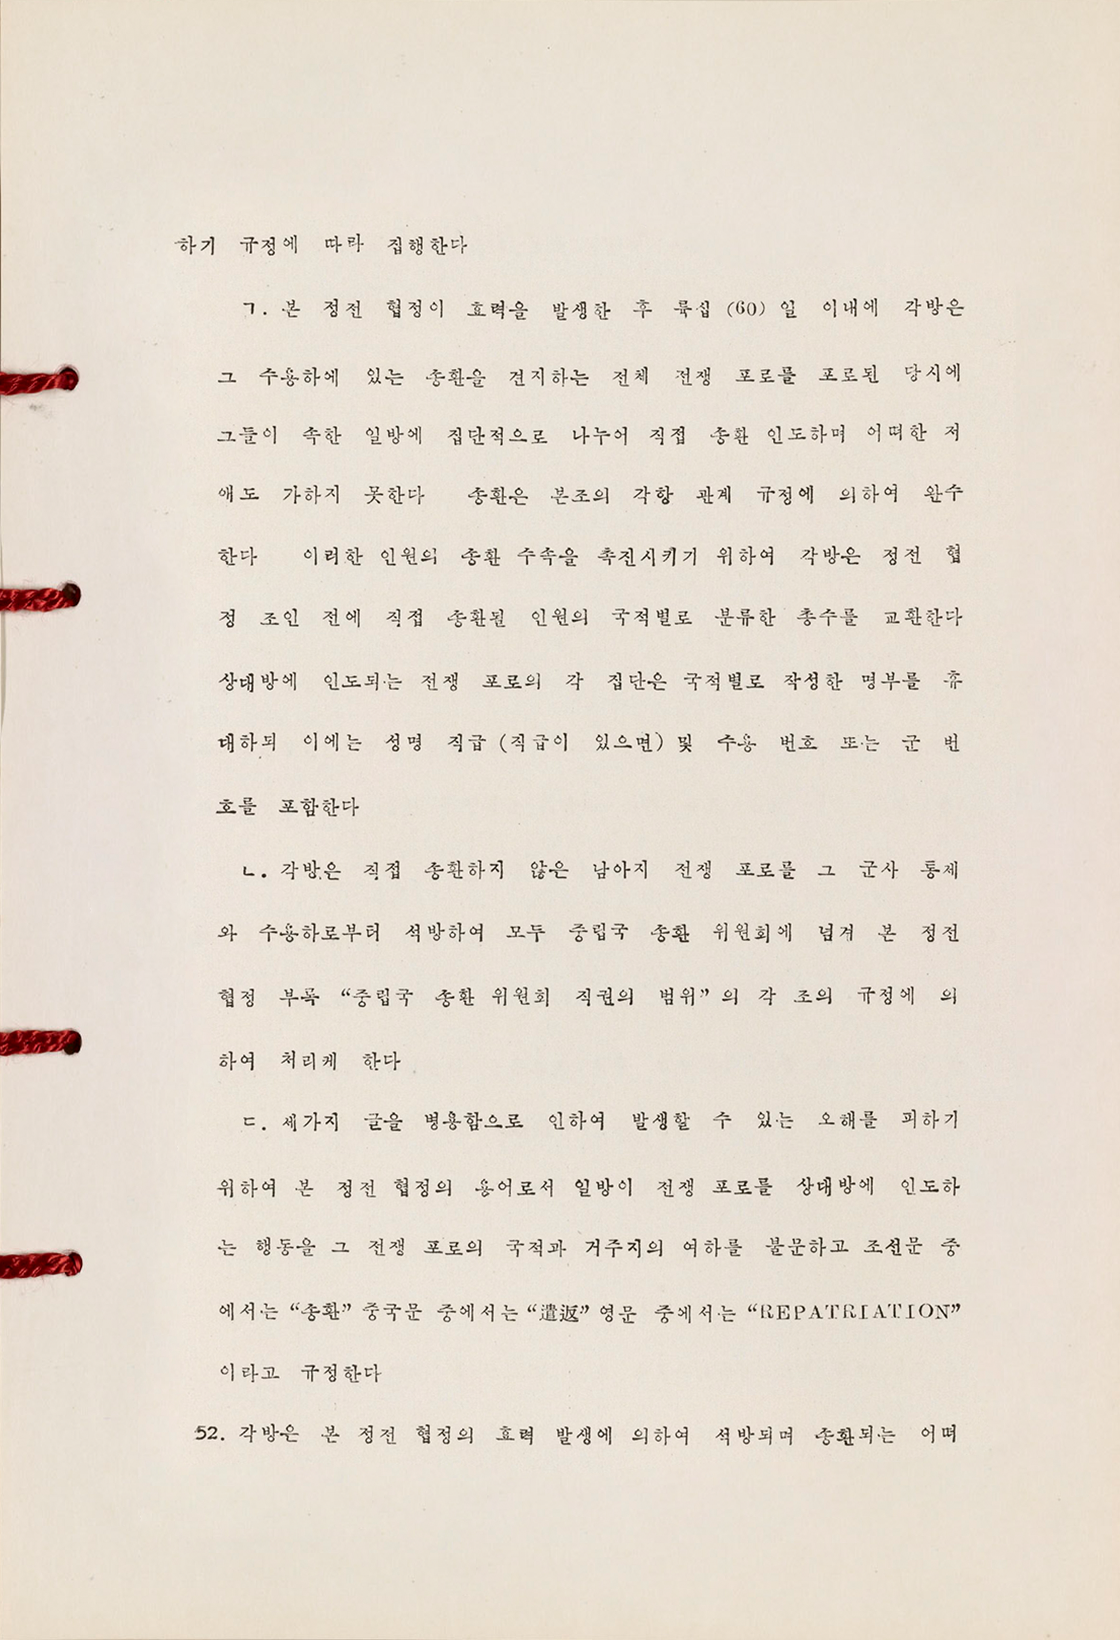 하기 규정에 따라 집행한다
ㄱ. 본 정전 협정이 효력을 발생한 후 륙십 (60) 일 이내에 각방은
그 수용하에 있는 송환을 견지하는 전체 전쟁 포로를 포로된 당시에
그들이 속한 일방에 집단적으로 나누어 직접 송환 인도하며 어떠한 저
애도 가하지 못한다 송환은 본조의 각항 관계 규정에 의하여 완수
한다 이러한 인원의 송환 수속을 촉진시키기 위하여 각방은 정전 협
정 조인 전에 직접 송환될 인원의 국적별로 분류한 총수를 교환한다
상대방에 인도되는 전쟁 포로의 각 집단은 국적별로 작성한 명부를 휴
대하되 이에는 성명 직급 (직급이 있으면) 및 수용 번호 또는 군 번
호를 포함한다
ㄴ. 각방은 직접 송환하지 않은 남아지 전쟁 포로를 그 군사 통제
와 수용하로부터 석방하여 모두 중립국 송환 위원회에 넘겨 본 정전
협정 부록 “중립국 송환 위원회 직권의 범위” 의 각 조의 규정에 의
하여 처리케 한다
ㄷ. 세가지 글을 병용함으로 인하여 발생할 수 있는 오해를 피하기
위하여 본 정전 협정의 용어로서 일방이 전쟁 포로를 상대방에 인도하
는 행동을 그 전쟁 포로의 국적과 거주지의 여하를 불문하고 조선문 중
에서는 “송환” 중국문 중에서는 “遣返” 영문 중에서는 “REPATRIATION”
이라고 규정한다
52. 각방은 본 정전 협정의 효력 발생에 의하여 석방되며 송환되는 어떠